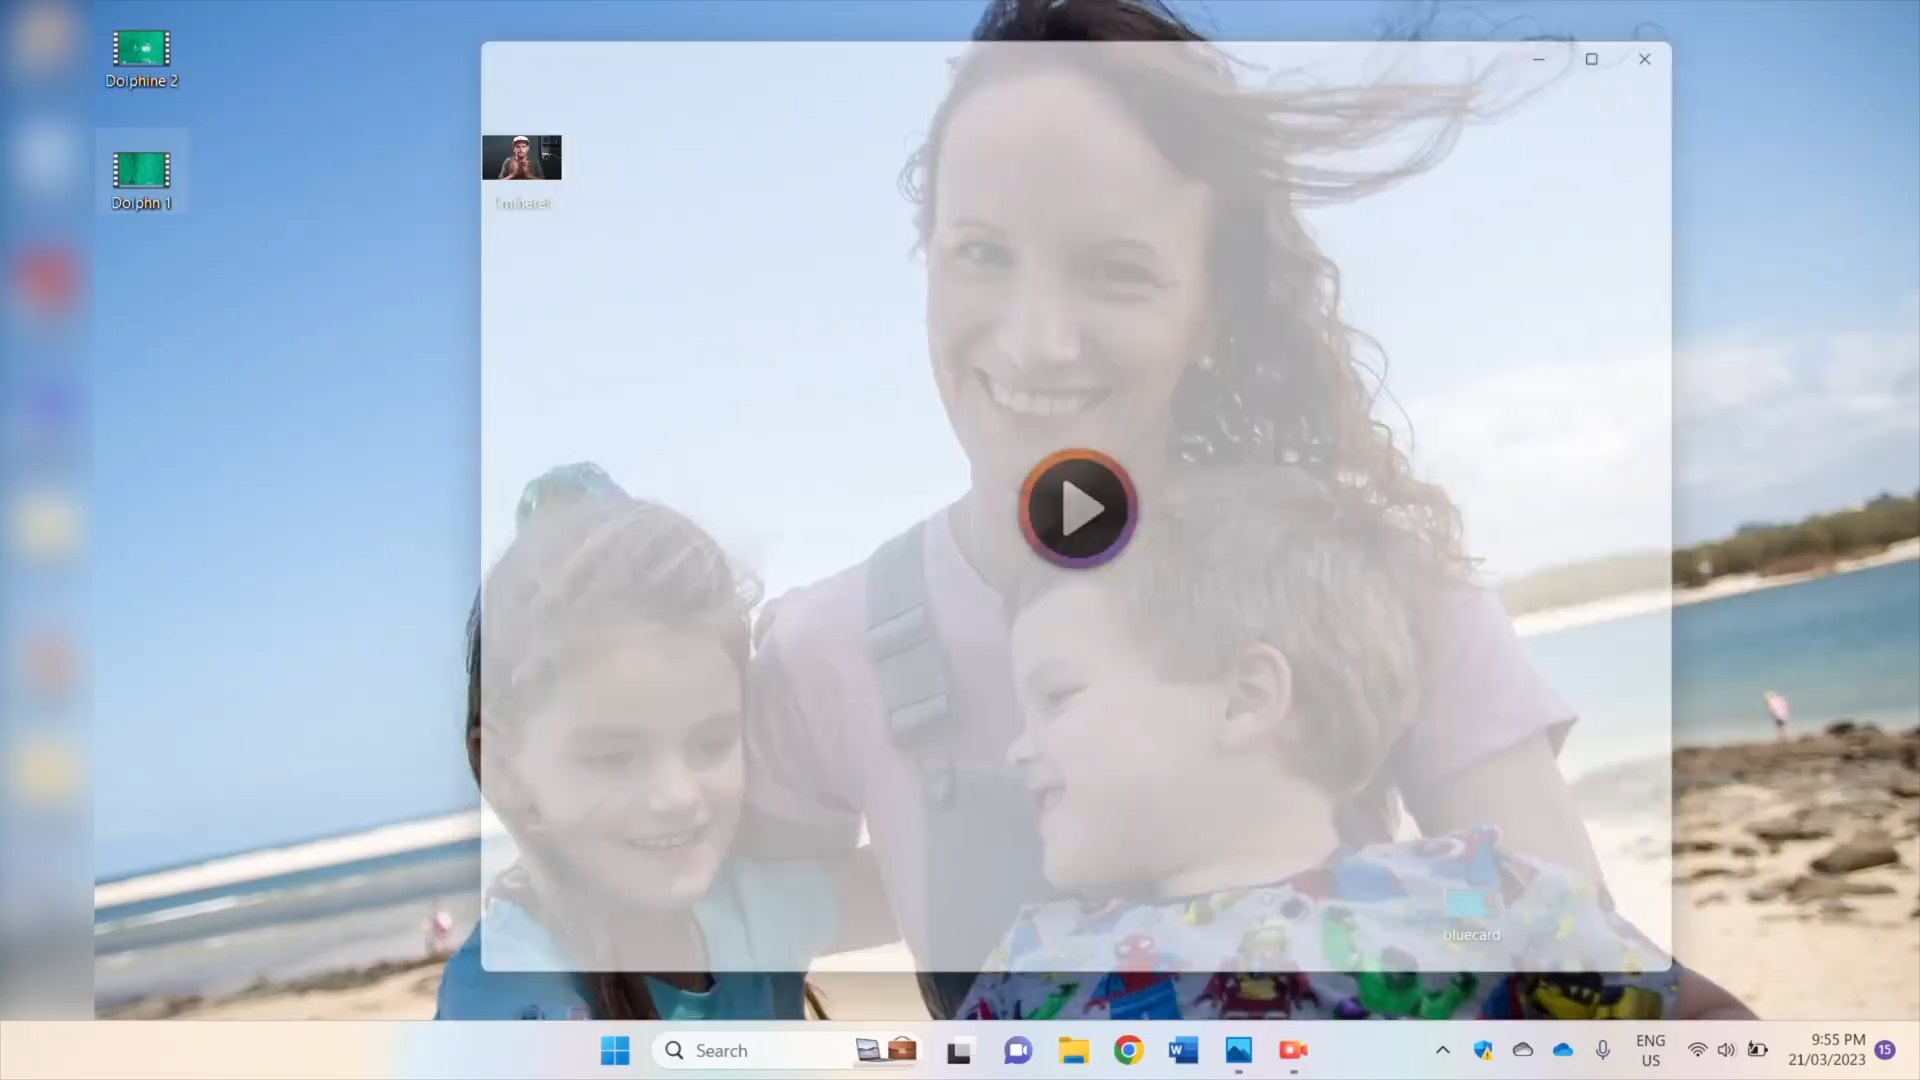 Dolphine 2
Dolphn 1
I'm here!
bluecard
Search
ENG
US
9:55 PM
21/03/2023
15
W